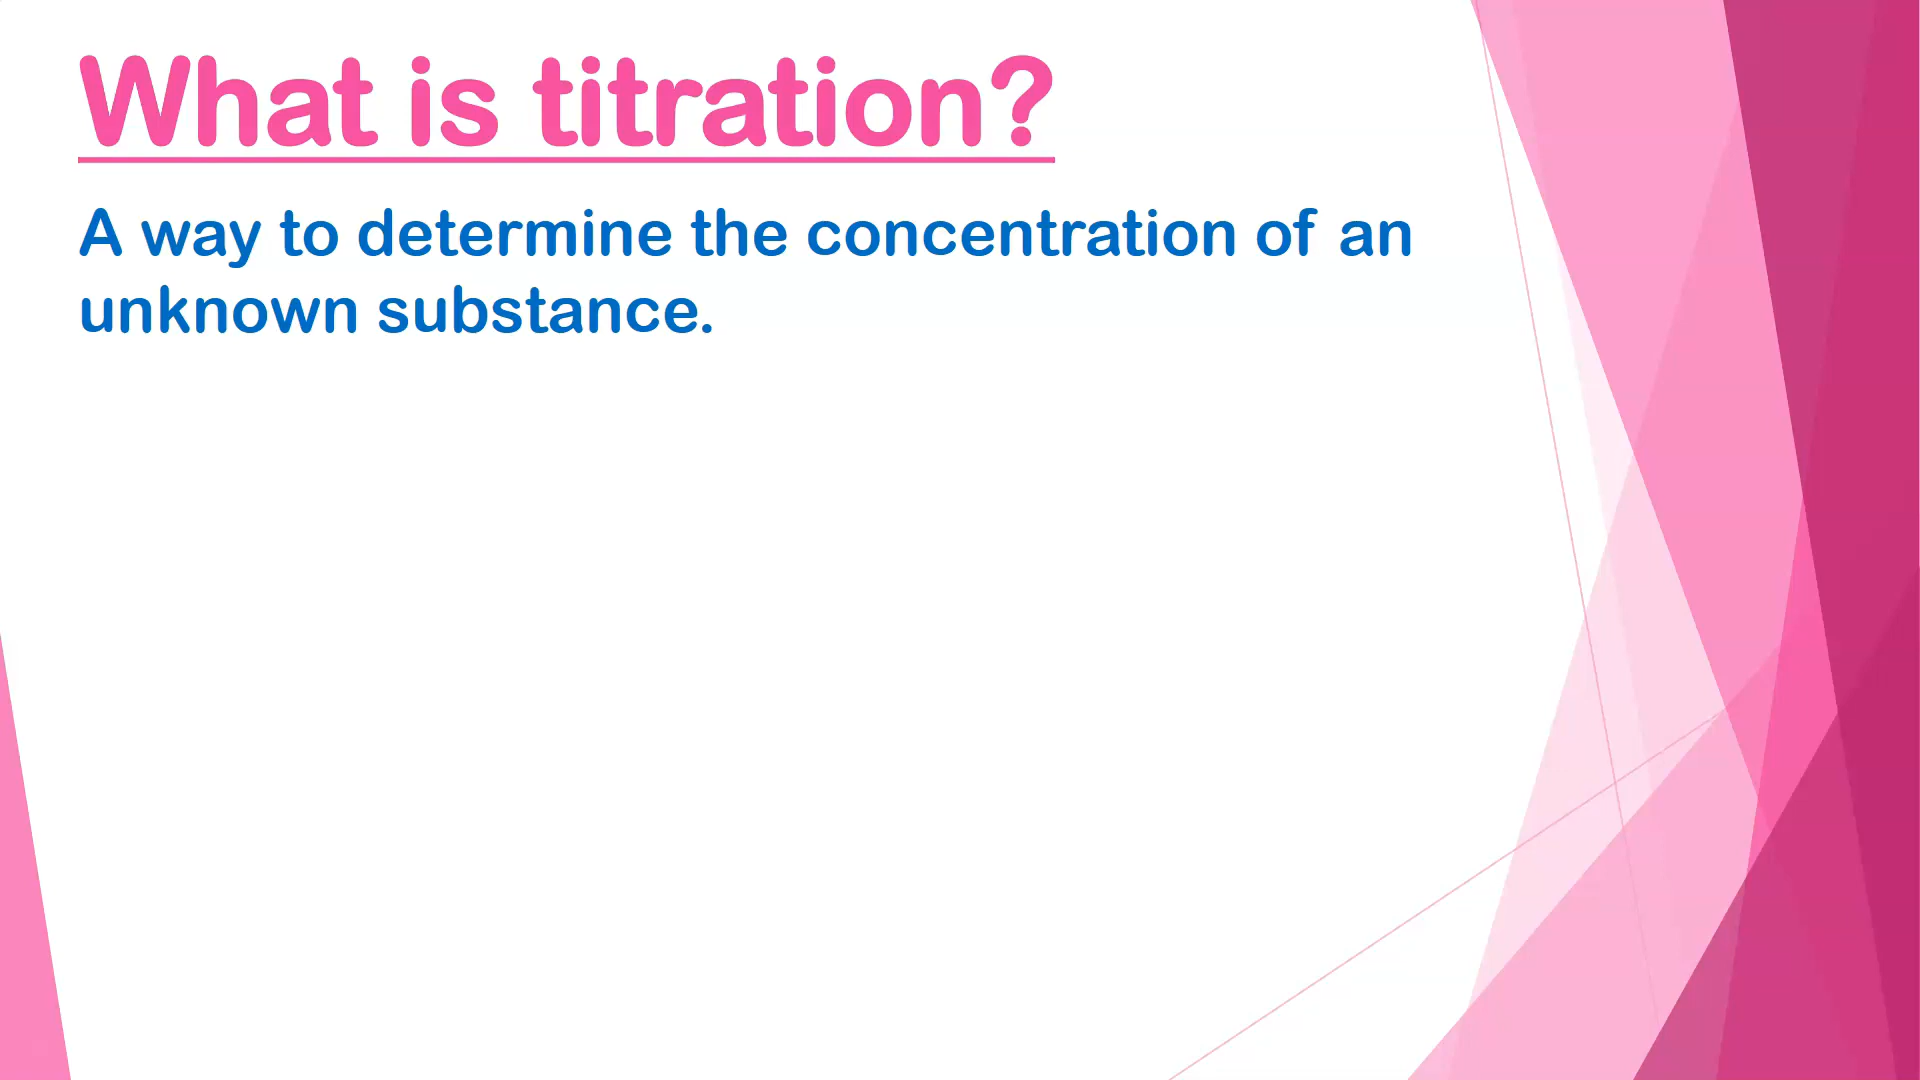 What is titration?
A way to determine the concentration of an
unknown substance.